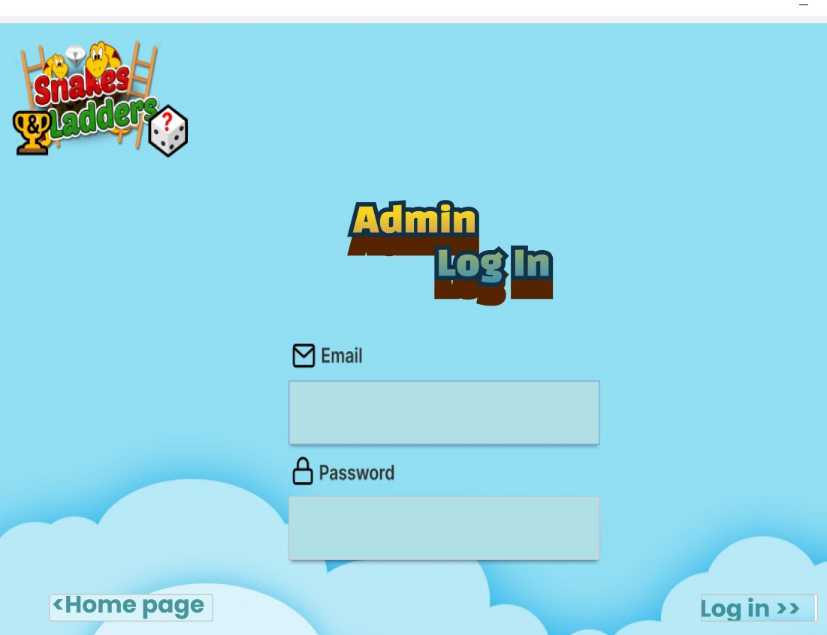 Snakes
& Ladders
?
Admin
Log In
Email
Password
<Home page
Log in >>